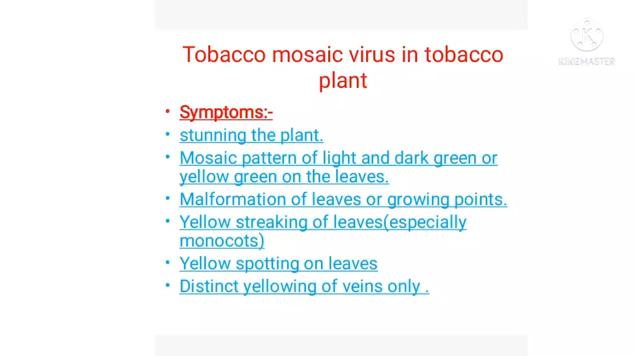 Tobacco mosaic virus in tobacco
plant
• Symptoms:-
• stunning the plant.
• Mosaic pattern of light and dark green or
yellow green on the leaves.
• Malformation of leaves or growing points.
• Yellow streaking of leaves(especially
monocots)
• Yellow spotting on leaves
• Distinct yellowing of veins only .
KINEMASTER